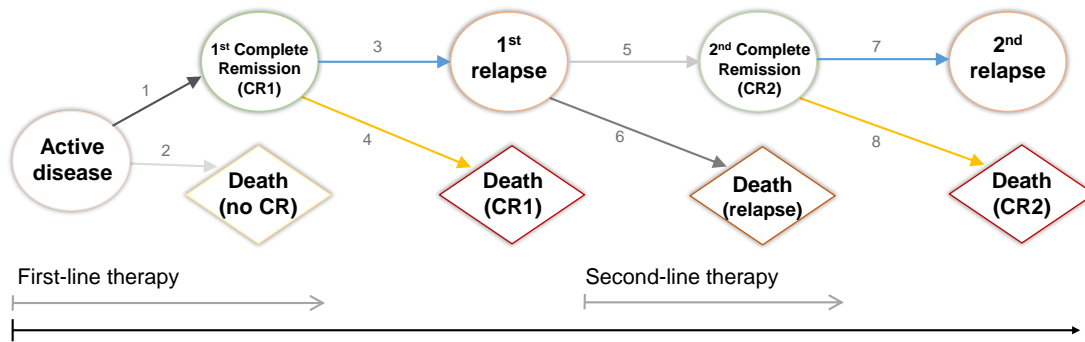 1st Complete
Remission
(CR1)
3
1st
relapse
5
2nd Complete
Remission
(CR2)
7
2nd
relapse
1
Active
disease
2
4
6
8
Death
(no CR)
Death
(CR1)
Death
(relapse)
Death
(CR2)
First-line therapy
Second-line therapy